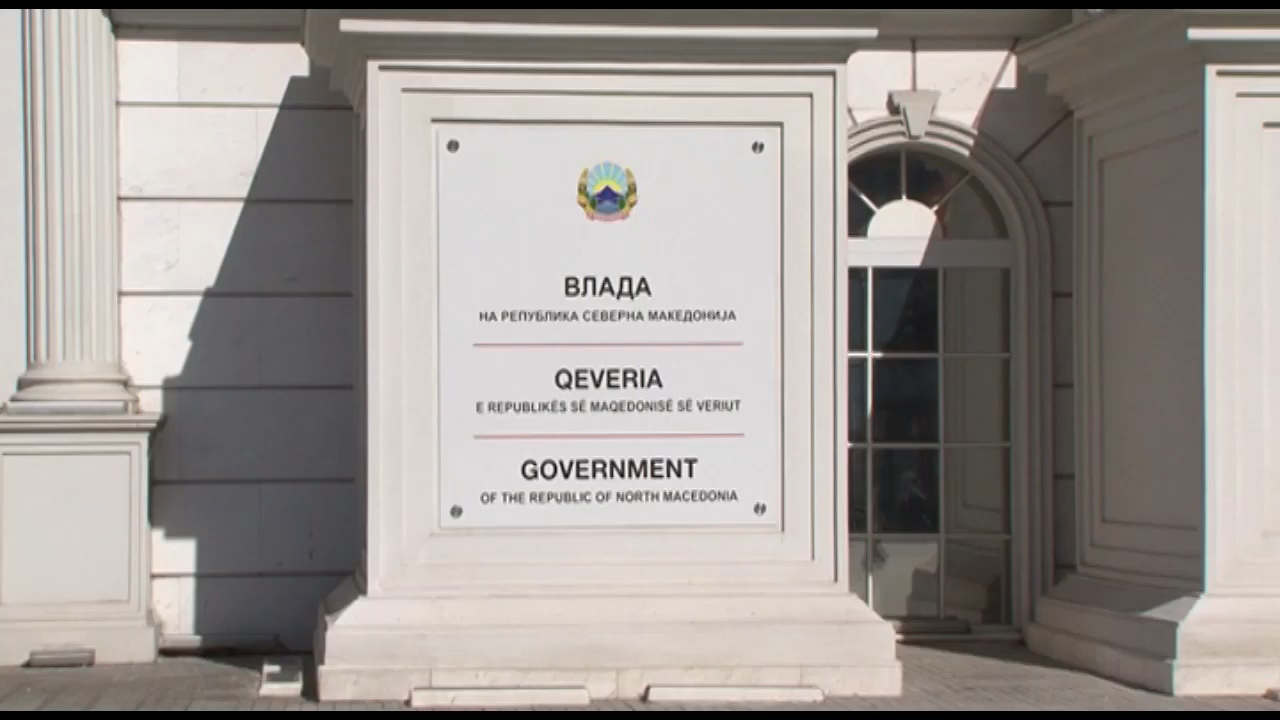 ВЛАДА
НА РЕПУБЛИКА СЕВЕРНА МАКЕДОНИЈА
QEVERIA
E REPUBLIKËS SË MAQEDONISË SË VERIUT
GOVERNMENT
OF THE REPUBLIC OF NORTH MACEDONIA